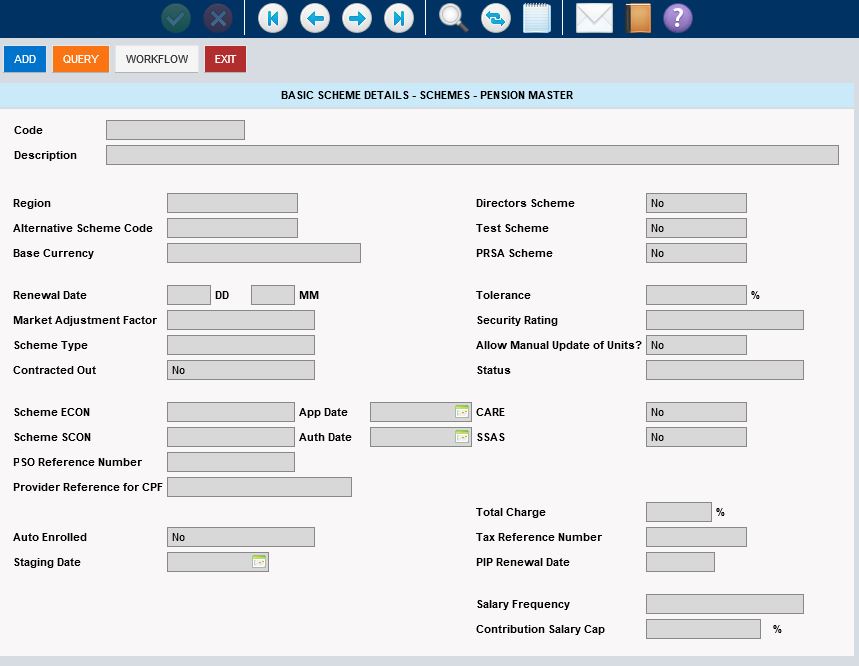 ADD QUERY WORKFLOW EXIT
BASIC SCHEME DETAILS - SCHEMES - PENSION MASTER
Code
Description
Region Directors Scheme No
Alternative Scheme Code Test Scheme No
Base Currency PRSA Scheme No
Renewal Date DD MM Tolerance %
Market Adjustment Factor Security Rating
Scheme Type Allow Manual Update of Units? No
Contracted Out No Status
Scheme ECON App Date CARE No
Scheme SCON Auth Date SSAS No
PSO Reference Number
Provider Reference for CPF
Total Charge %
Auto Enrolled No Tax Reference Number
Staging Date PIP Renewal Date
Salary Frequency
Contribution Salary Cap %